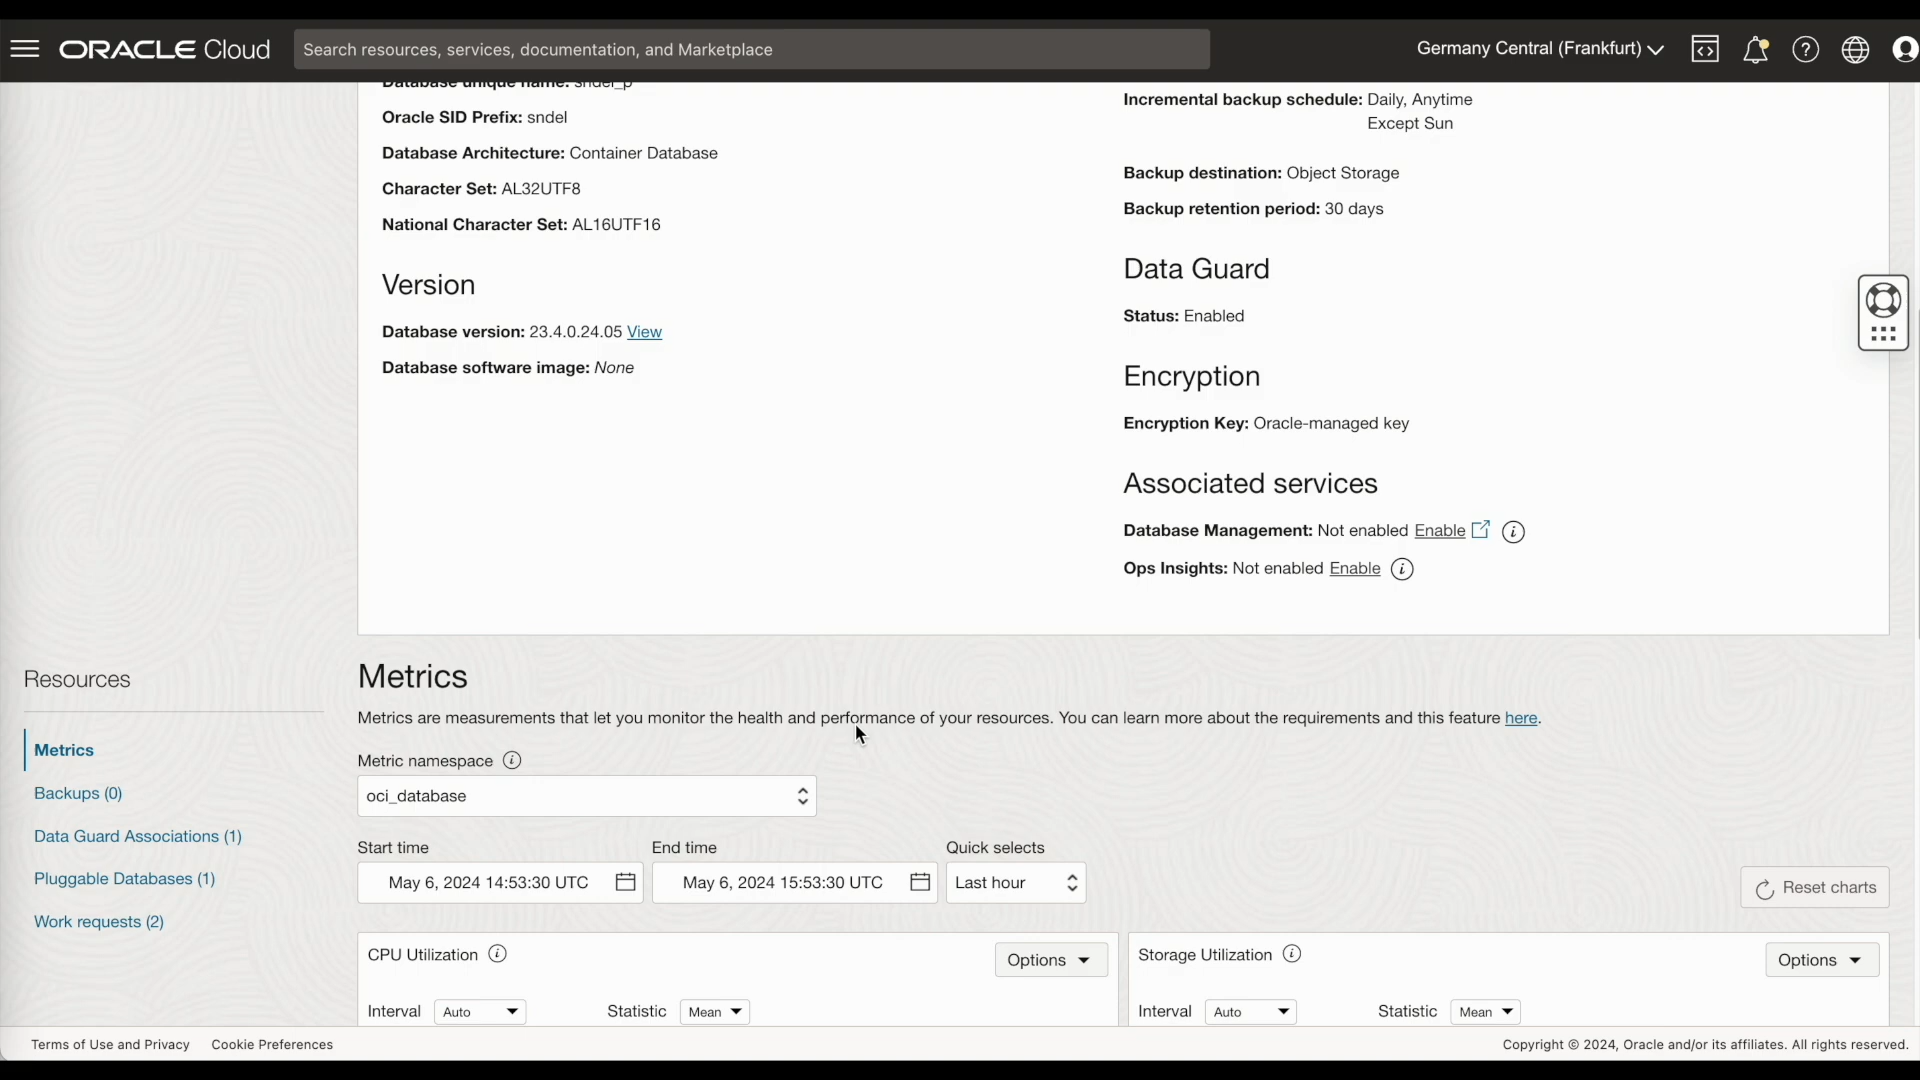 ORACLE Cloud
Search resources, services, documentation, and Marketplace
Germany Central (Frankfurt)
Database unique name: sndel_p
Oracle SID Prefix: sndel
Database Architecture: Container Database
Character Set: AL32UTF8
National Character Set: AL16UTF16
Version
Database version: 23.4.0.24.05 View
Database software image: None
Incremental backup schedule: Daily, Anytime
Except Sun
Backup destination: Object Storage
Backup retention period: 30 days
Data Guard
Status: Enabled
Encryption
Encryption Key: Oracle-managed key
Associated services
Database Management: Not enabled Enable
Ops Insights: Not enabled Enable
Resources
Metrics
Backups (0)
Data Guard Associations (1)
Pluggable Databases (1)
Work requests (2)
Metrics
Metrics are measurements that let you monitor the health and performance of your resources. You can learn more about the requirements and this feature here.
Metric namespace
oci_database
Start time
May 6, 2024 14:53:30 UTC
End time
May 6, 2024 15:53:30 UTC
Quick selects
Last hour
Reset charts
CPU Utilization
Options
Interval Auto Statistic Mean
Storage Utilization
Options
Interval Auto Statistic Mean
Terms of Use and Privacy Cookie Preferences
Copyright © 2024, Oracle and/or its affiliates. All rights reserved.